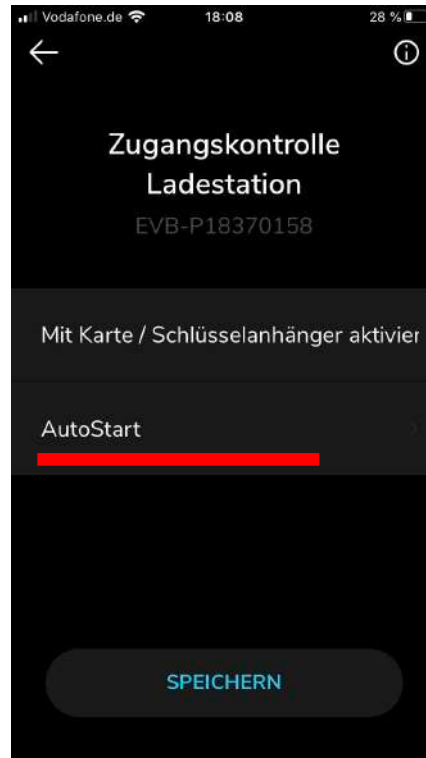 Vodafone.de 18:08 28 %
Zugangskontrolle
Ladestation
EVB-P18370158
Mit Karte / Schlüsselanhänger aktivier
AutoStart
SPEICHERN